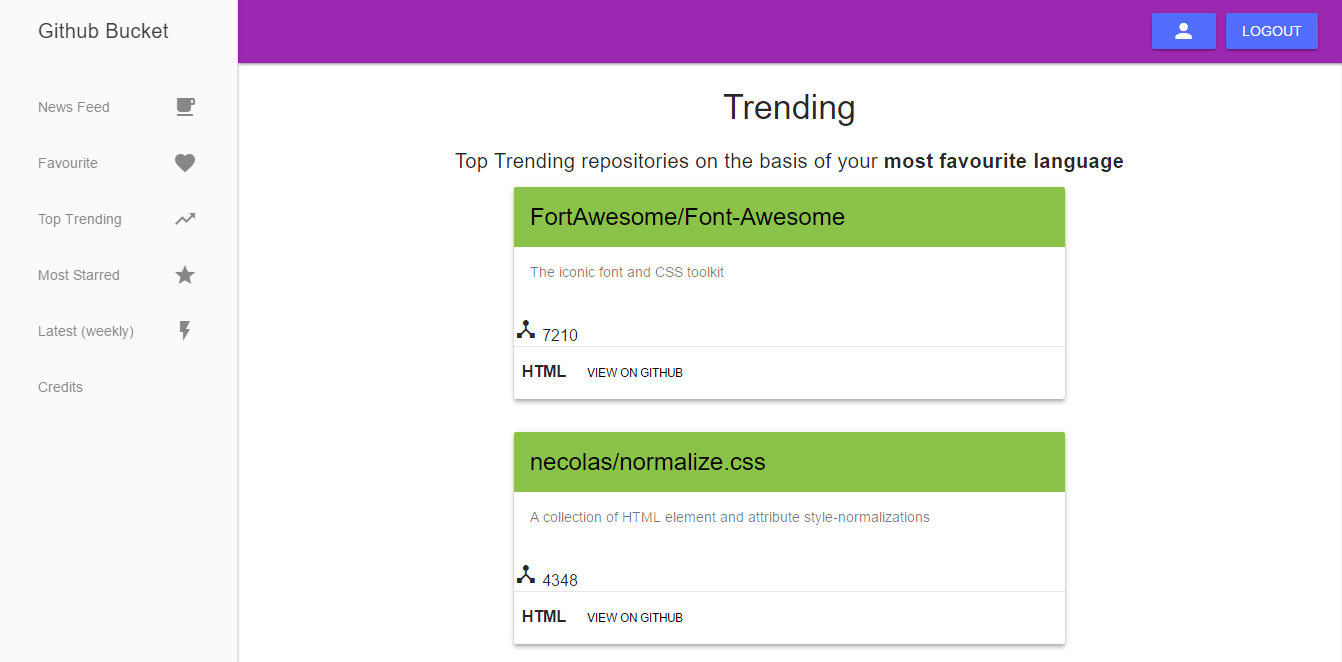 Github Bucket
LOGOUT
News Feed
Favourite
Top Trending
Most Starred
Latest (weekly)
Credits
Trending
Top Trending repositories on the basis of your most favourite language
FortAwesome/Font-Awesome
The iconic font and CSS toolkit
7210
HTML VIEW ON GITHUB
necolas/normalize.css
A collection of HTML element and attribute style-normalizations
4348
HTML VIEW ON GITHUB